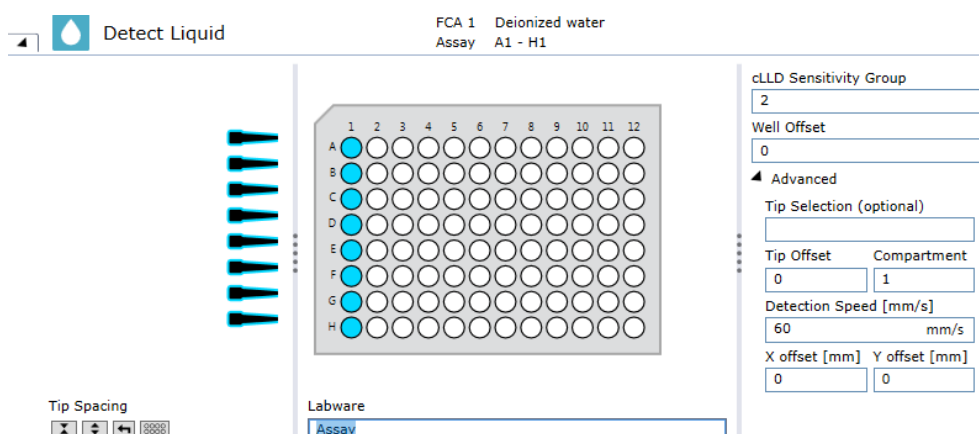 Detect Liquid
FCA 1 Deionized water
Assay A1 - H1
1 2 3 4 5 6 7 8 9 10 11 12
A
B
C
D
E
F
G
H
Tip Spacing
Labware
Assay
cLLD Sensitivity Group
2
Well Offset
0
Advanced
Tip Selection (optional)
Tip Offset Compartment
0 1
Detection Speed [mm/s]
60 mm/s
X offset [mm] Y offset [mm]
0 0